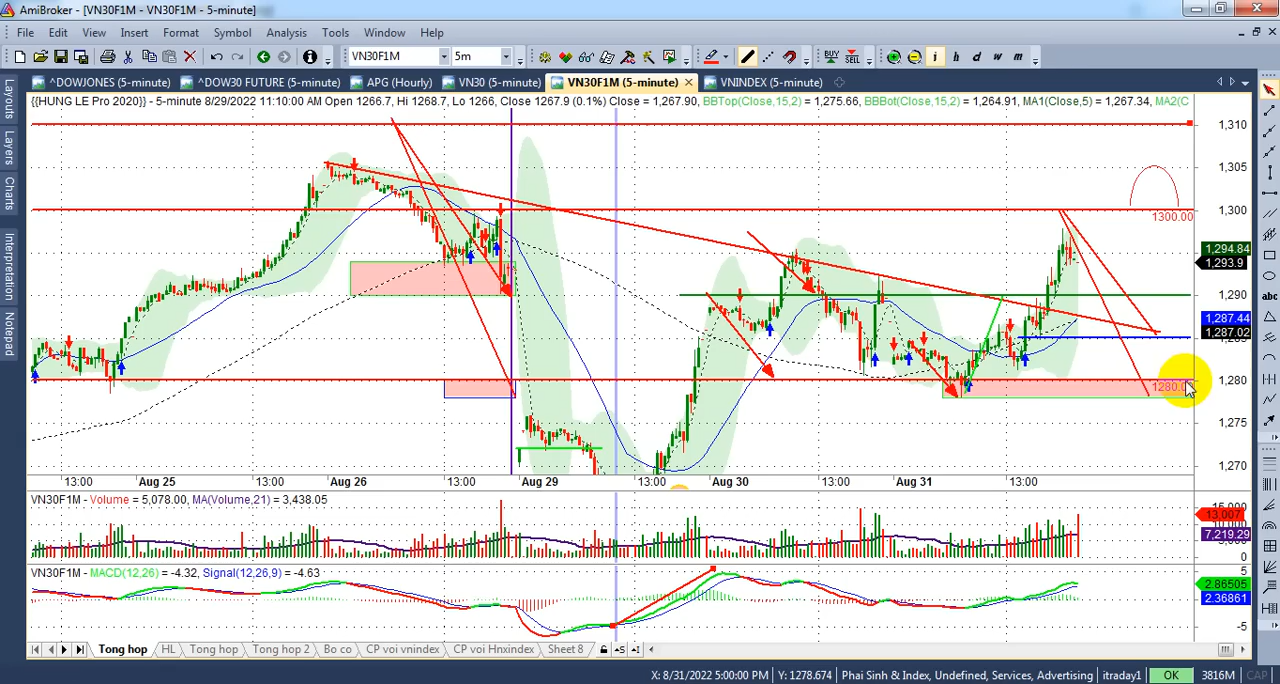 AmiBroker - [VN30F1M - VN30F1M - 5-minute]
File Edit View Insert Format Symbol Analysis Tools Window Help
VN30F1M 5m BUY SELL i h d w m
^DOWJONES (5-minute) ^DOW30 FUTURE (5-minute) APG (Hourly) VN30 (5-minute) VN30F1M (5-minute) VNINDEX (5-minute)
{{HUNG LE Pro 2020}} - 5-minute 8/29/2022 11:10:00 AM Open 1266.7, Hi 1268.7, Lo 1266, Close 1267.9 (0.1%) Close = 1,267.90, BBTop(Close,15,2) = 1,275.66, BBBot(Close,15,2) = 1,264.91, MA1(Close,5) = 1,267.34, MA2(C
Layouts
Layers
Charts
Interpretation
Notepad
abc
1,310
1,305
1,300
1300.00
1,294.84
1,293.9
1,290
1,287.44
1,287.02
1,280
1,275
1,270
13:00 Aug 25 13:00 Aug 26 13:00 Aug 29 13:00 Aug 30 13:00 Aug 31 13:00
VN30F1M - Volume = 5,078.00, MA(Volume,21) = 3,438.05
13,007
7,219.29
0
VN30F1M - MACD(12,26) = -4.32, Signal(12,26,9) = -4.63
5
2.86505
2.36861
-5
Tong hop HL Tong hop Tong hop 2 Bo co CP voi vnindex CP voi Hnxindex Sheet 8
X: 8/31/2022 5:00:00 PM Y: 1278.674 Phai Sinh & Index, Undefined, Services, Advertising itraday1 OK 3816M CAP